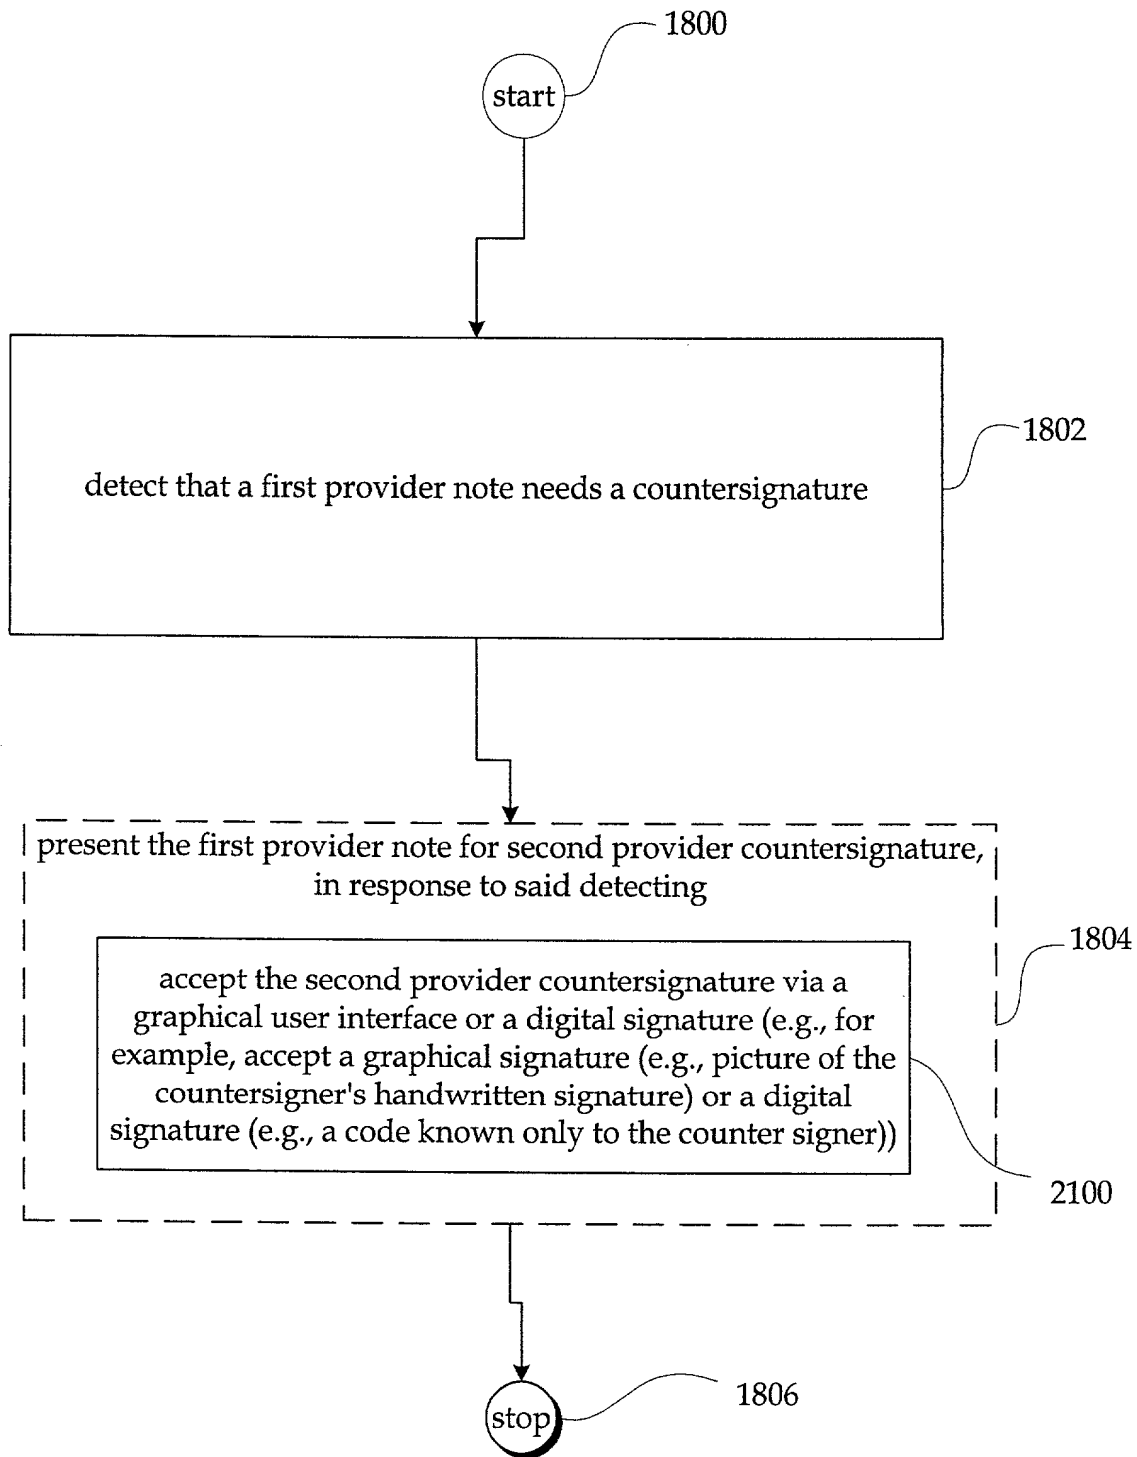 1800
start
1802
detect that a first provider note needs a countersignature
present the first provider note for second provider countersignature,
in response to said detecting
1804
accept the second provider countersignature via a
graphical user interface or a digital signature (e.g., for
example, accept a graphical signature (e.g., picture of the
countersigner's handwritten signature) or a digital
signature (e.g., a code known only to the counter signer))
2100
1806
stop